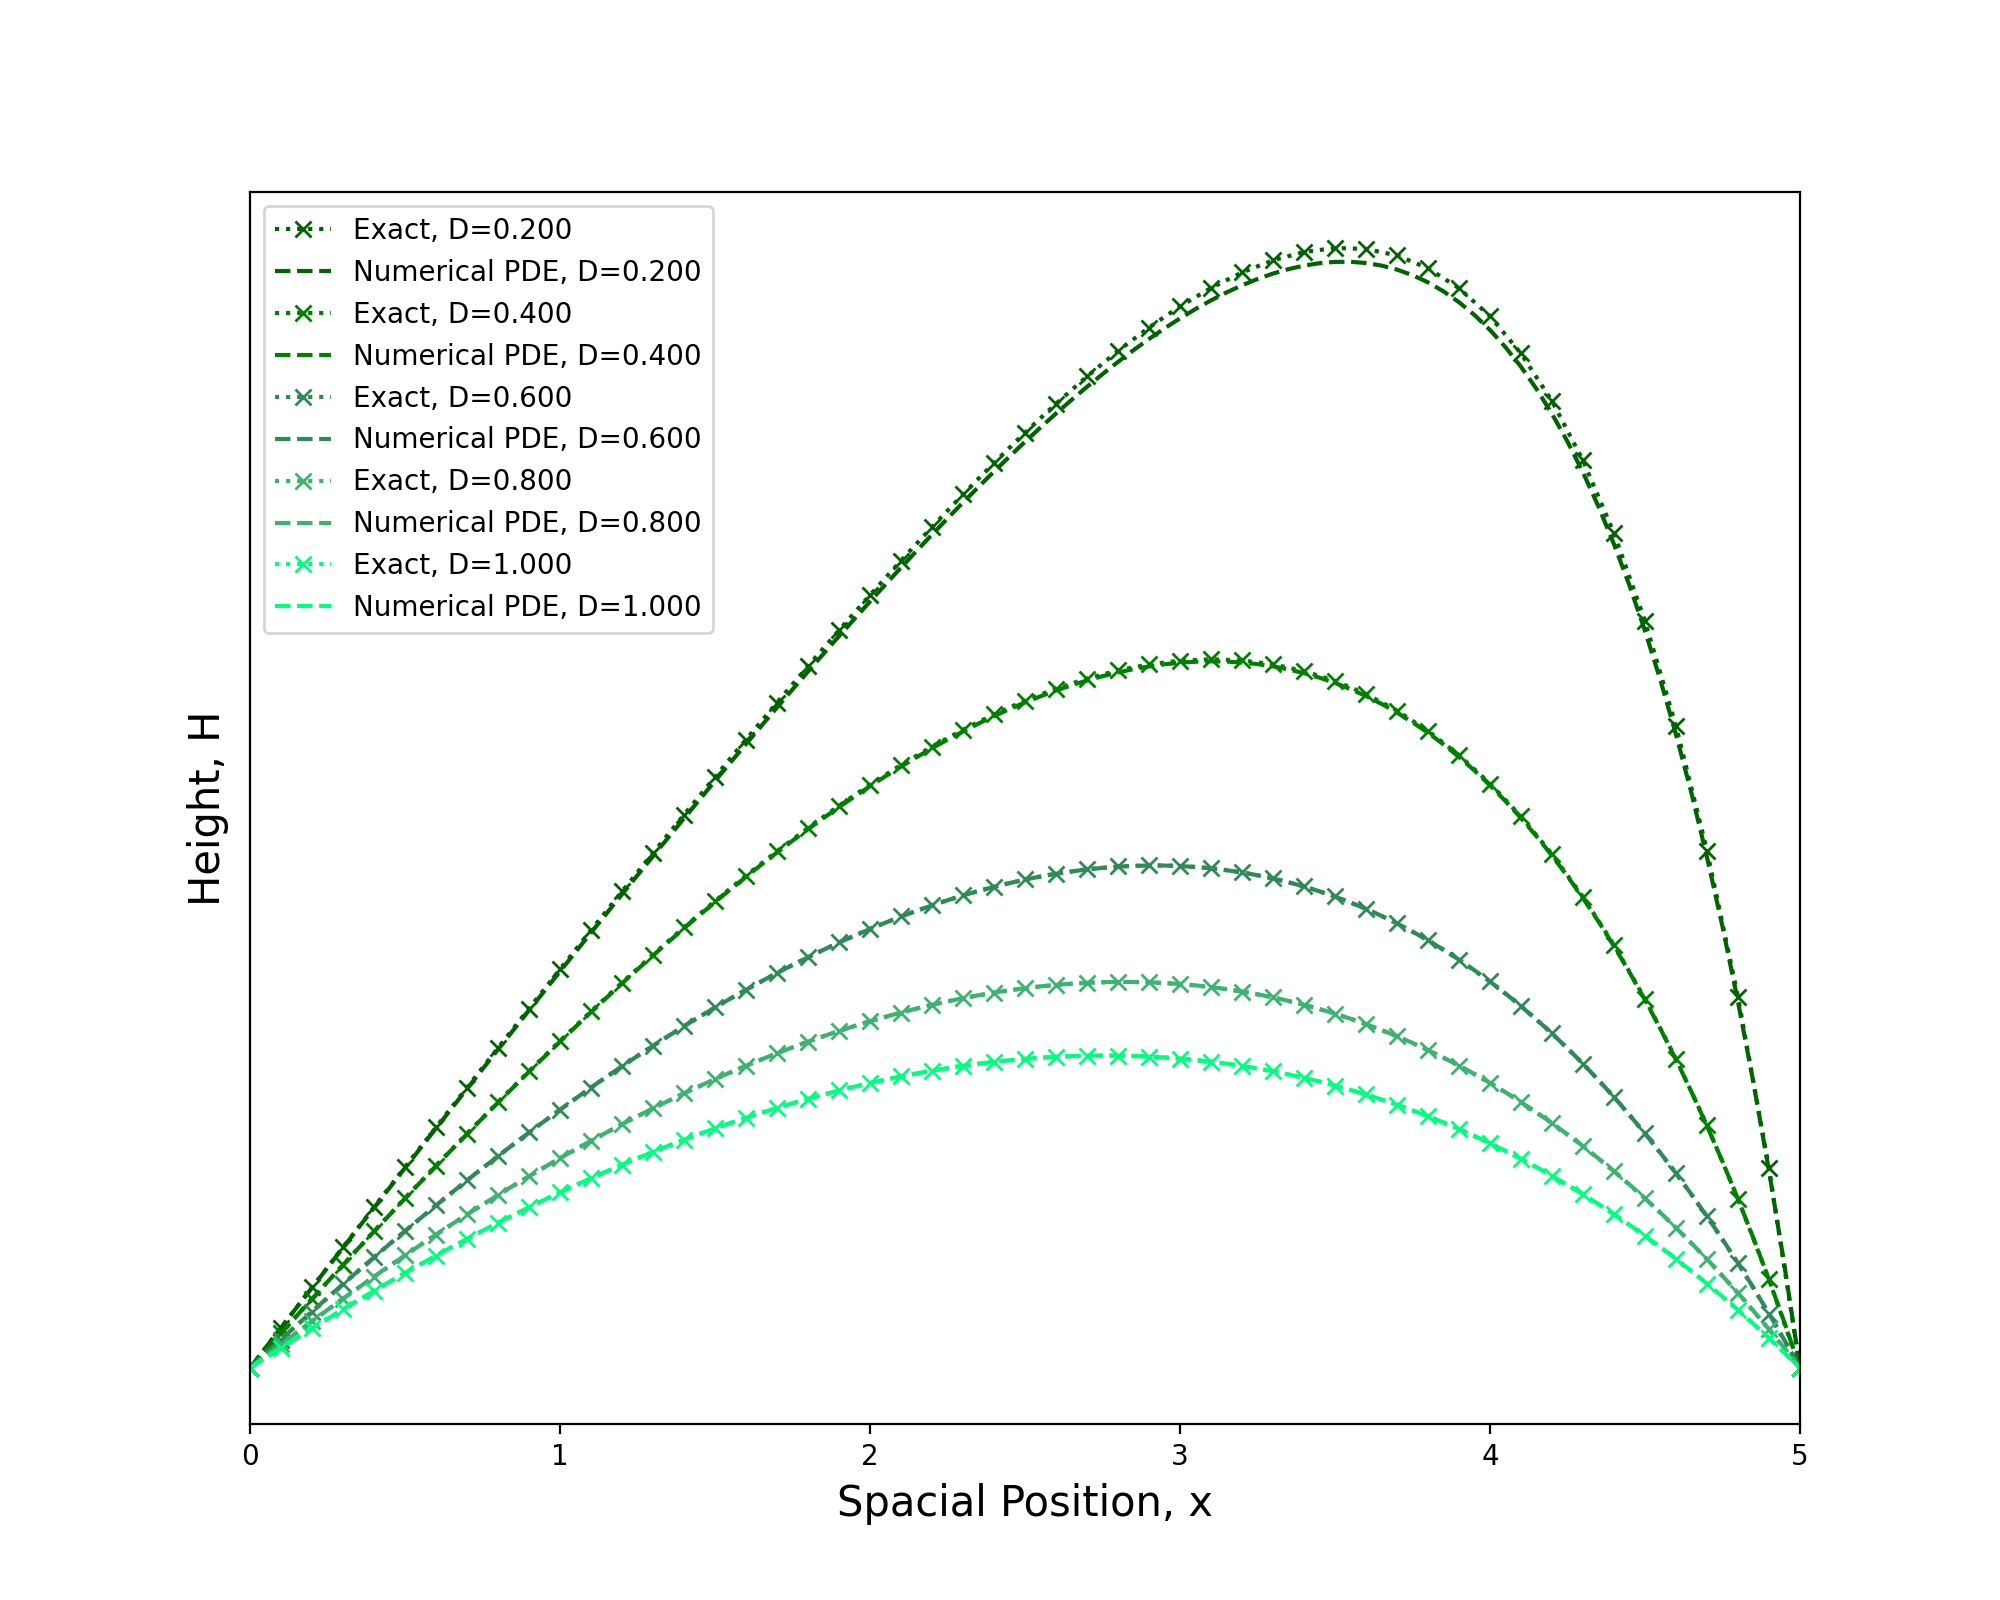 Exact, D=0.200
Numerical PDE, D=0.200
Exact, D=0.400
Numerical PDE, D=0.400
Exact, D=0.600
Numerical PDE, D=0.600
Exact, D=0.800
Numerical PDE, D=0.800
Exact, D=1.000
Numerical PDE, D=1.000
Height, H
0 1 2 3 4 5
Spacial Position, x